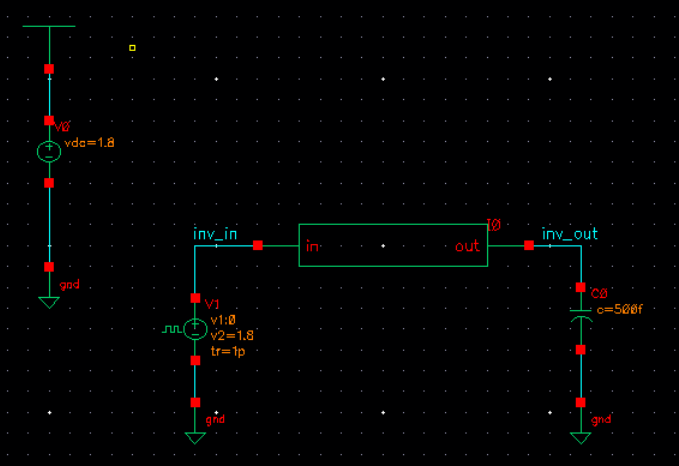 V0
vdc=1.8
gnd
inv_in
in
out
I0
inv_out
V1
v1:0
v2=1.8
tr=1p
gnd
C0
c=500f
gnd